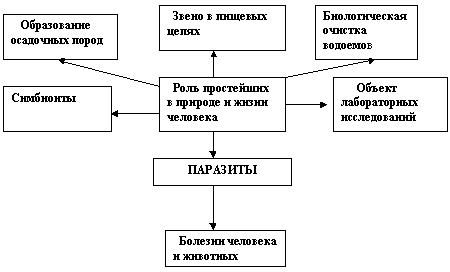 Образование
осадочных пород
Звено в пищевых
цепях
Биологическая
очистка
водоемов
Симбионты
Роль простейших
в природе и жизни
человека
Объект
лабораторных
исследований
ПАРАЗИТЫ
Болезни человека
и животных